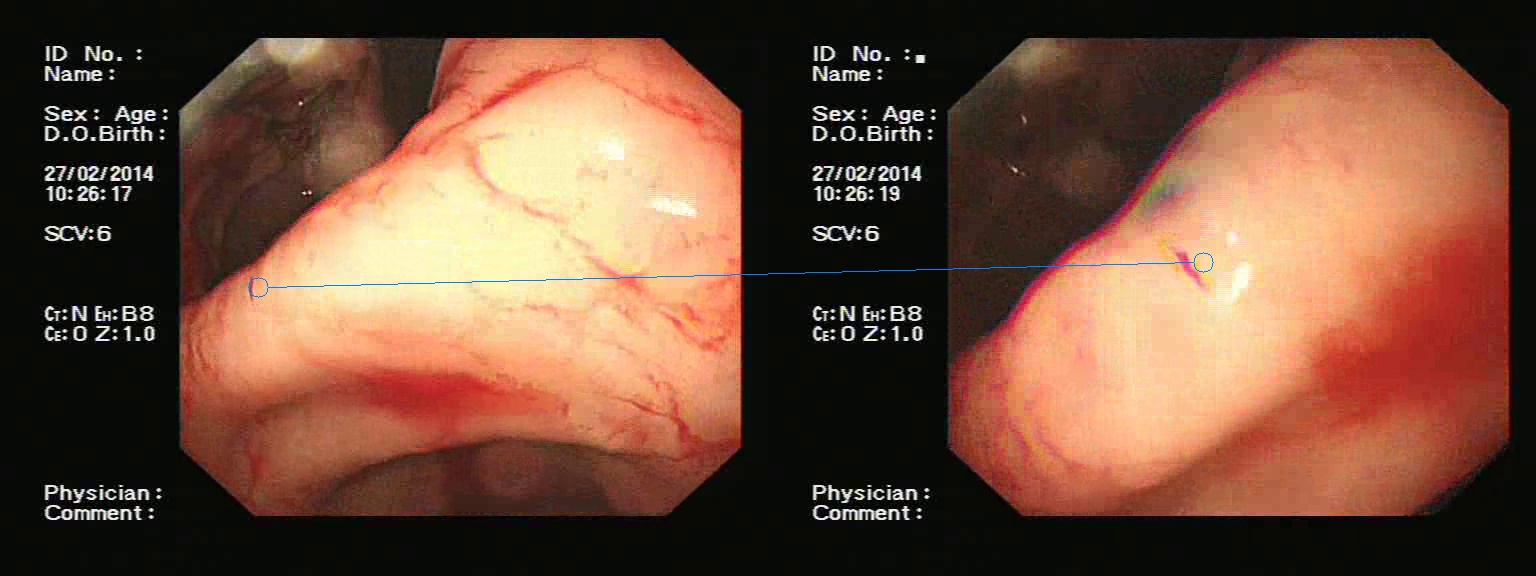 ID No. :
Name:
Sex: Age:
D.O.Birth:
27/02/2014
10:26:17
SCV:6
CT:N EH:B8
CE:0 Z:1.0
Physician:
Comment:
ID No. :
Name:
Sex: Age:
D.O.Birth:
27/02/2014
10:26:19
SCV:6
CT:N EH:B8
CE:0 Z:1.0
Physician:
Comment: